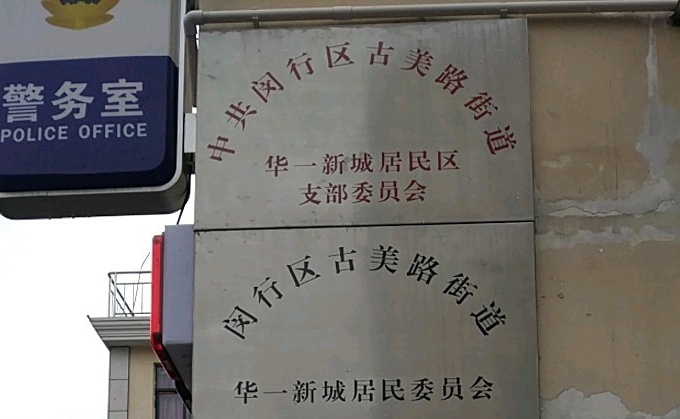 警务室
POLICE OFFICE
中共闵行区古美路街道
华一新城居民区
支部委员会
闵行区古美路街道
华一新城居民委员会